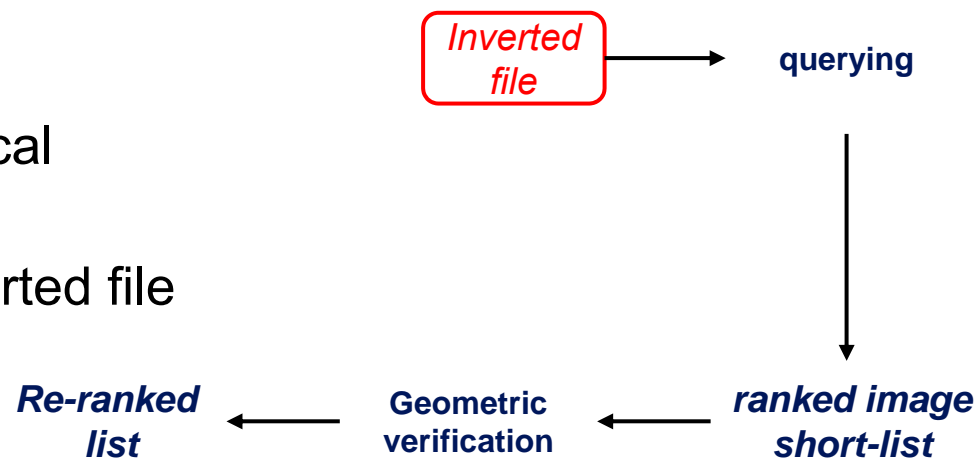 Inverted
file
querying
cal
rted file
Re-ranked
list
Geometric
verification
ranked image
short-list